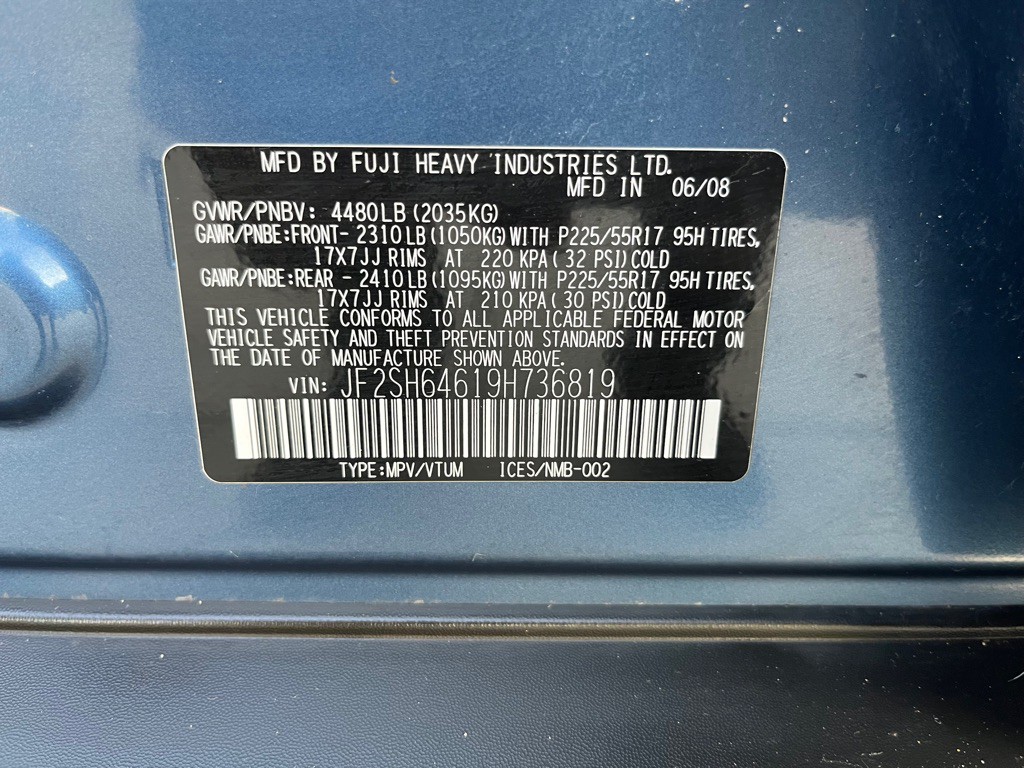 MFD BY FUJI HEAVY INDUSTRIES LTD.
MFD IN 06/08
GVWR/PNBV: 4480LB(2035KG)
GAWR/PNBE:FRONT- 2310LB(1050KG)WITH P225/55R17 95H TIRES,
17X7JJ RIMS AT 220 KPA(32 PSI)COLD
GAWR/PNBE:REAR - 2410LB(1095KG)WITH P225/55R17 95H TIRES,
17X7JJ RIMS AT 210 KPA(30 PSI)COLD
THIS VEHICLE CONFORMS TO ALL APPLICABLE FEDERAL MOTOR
VEHICLE SAFETY AND THEFT PREVENTION STANDARDS IN EFFECT ON
THE DATE OF MANUFACTURE SHOWN ABOVE.
VIN: JF2SH64619H736819
TYPE:MPV/VTUM ICES/NMB-002